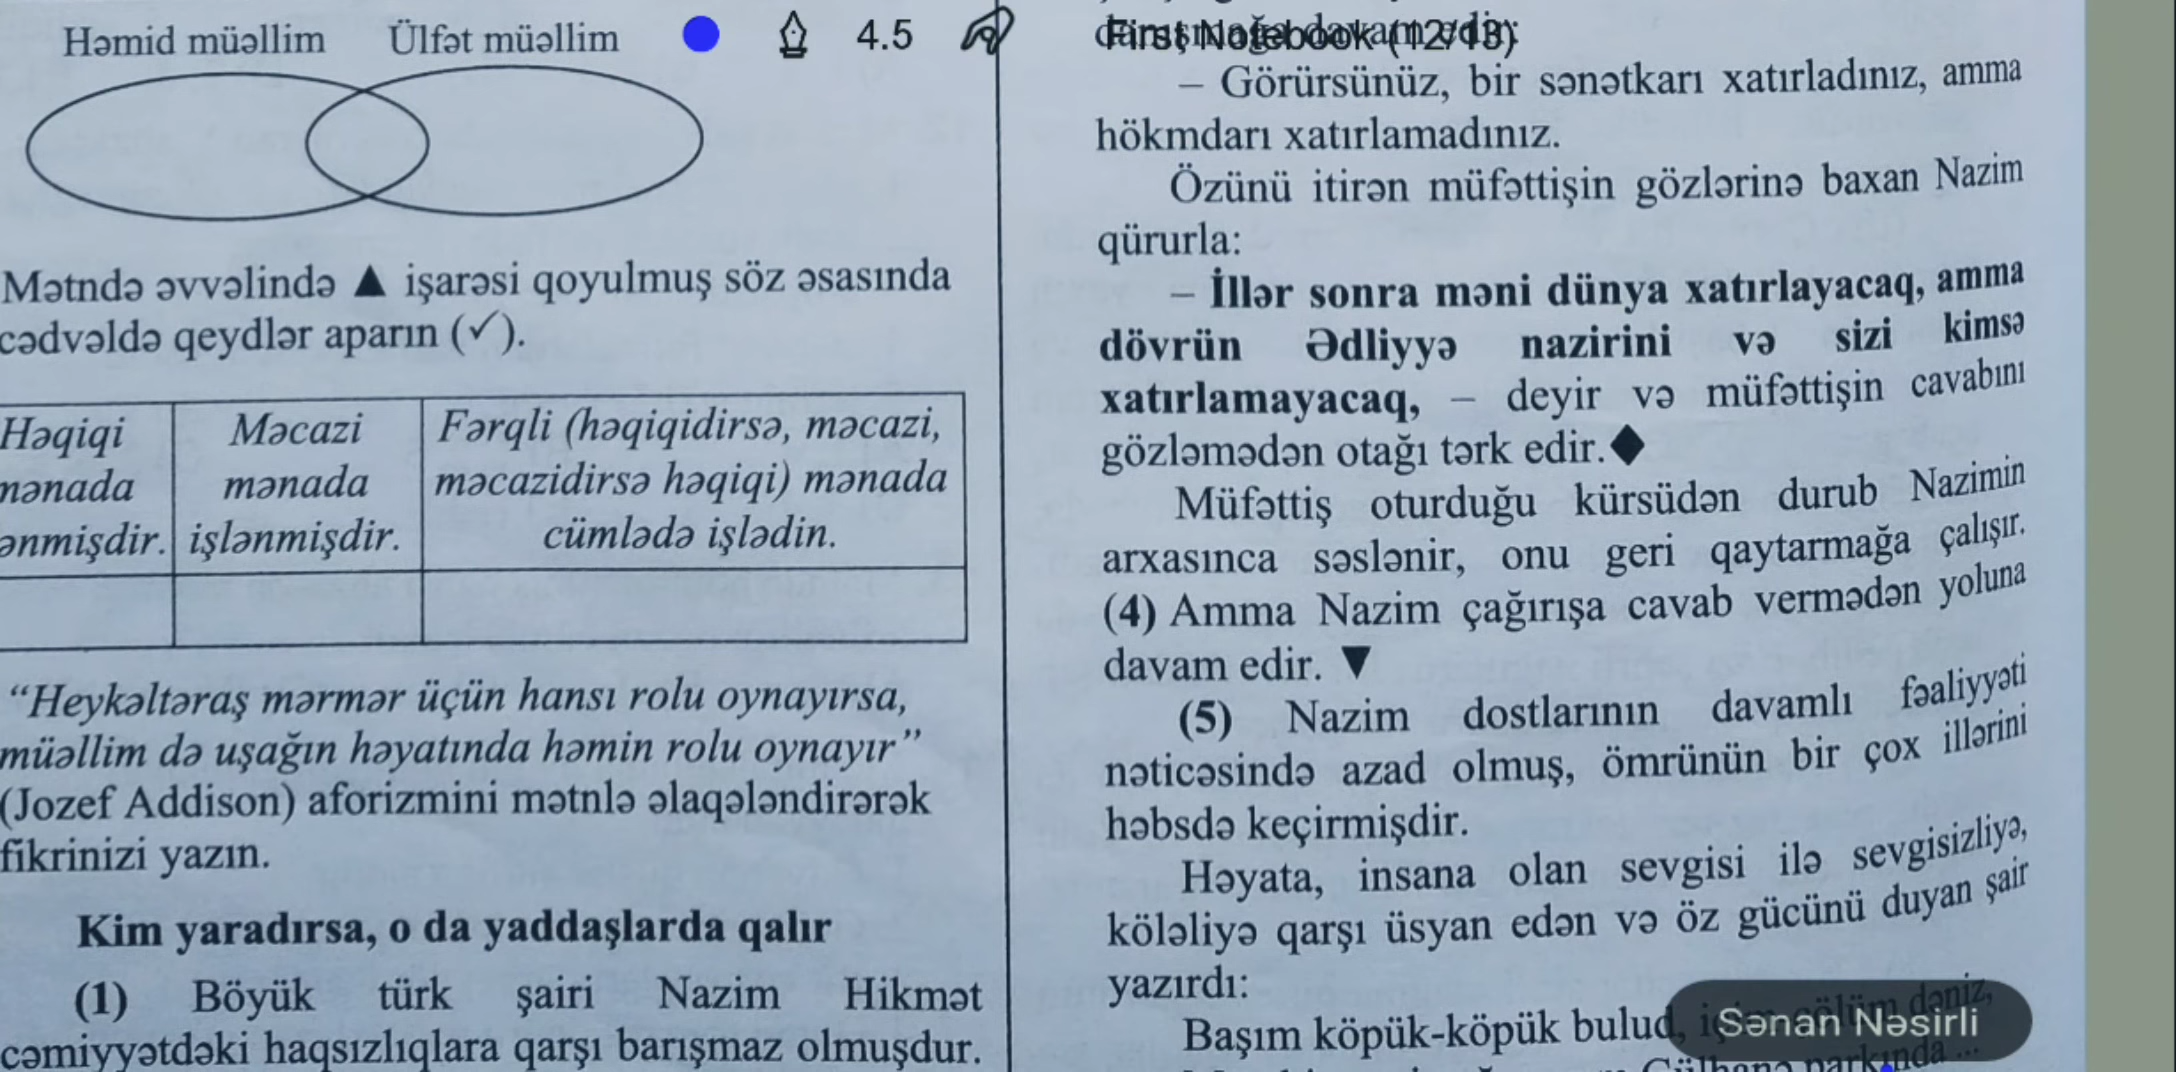 Həmid müəllim Ülfət müəllim
4.5
Mətndə əvvəlində ▲ işarəsi qoyulmuş söz əsasında
cədvəldə qeydlər aparın (✓).
Həqiqi
mənada
Məcazi
mənada
işlənmişdir.
Fərqli (həqiqidirsə, məcazi,
məcazidirsə həqiqi) mənada
cümlədə işlədin.
“Heykəltəraş mərmər üçün hansı rolu oynayırsa,
müəllim də uşağın həyatında həmin rolu oynayır”
(Jozef Addison) aforizmini mətnlə əlaqələndirərək
fikrinizi yazın.
Kim yaradırsa, o da yaddaşlarda qalır
(1) Böyük türk şairi Nazim Hikmət
cəmiyyətdəki haqsızlıqlara qarşı barışmaz olmuşdur.
First Notebook (12/13)
– Görürsünüz, bir sənətkarı xatırladınız, amma
hökmdarı xatırlamadınız.
Özünü itirən müfəttişin gözlərinə baxan Nazim
qürurla:
– İllər sonra məni dünya xatırlayacaq, amma
dövrün Ədliyyə nazirini və sizi kimsə
xatırlamayacaq, – deyir və müfəttişin cavabını
gözləmədən otağı tərk edir.◆
Müfəttiş oturduğu kürsüdən durub Nazimin
arxasınca səslənir, onu geri qaytarmağa çalışır.
(4) Amma Nazim çağırışa cavab vermədən yoluna
davam edir. ▼
(5) Nazim dostlarının davamlı fəaliyyəti
nəticəsində azad olmuş, ömrünün bir çox illərini
həbsdə keçirmişdir.
Həyata, insana olan sevgisi ilə sevgisizliyə,
köləliyə qarşı üsyan edən və öz gücünü duyan şair
yazırdı:
Başım köpük-köpük bulud,
Sənan Nəsirli